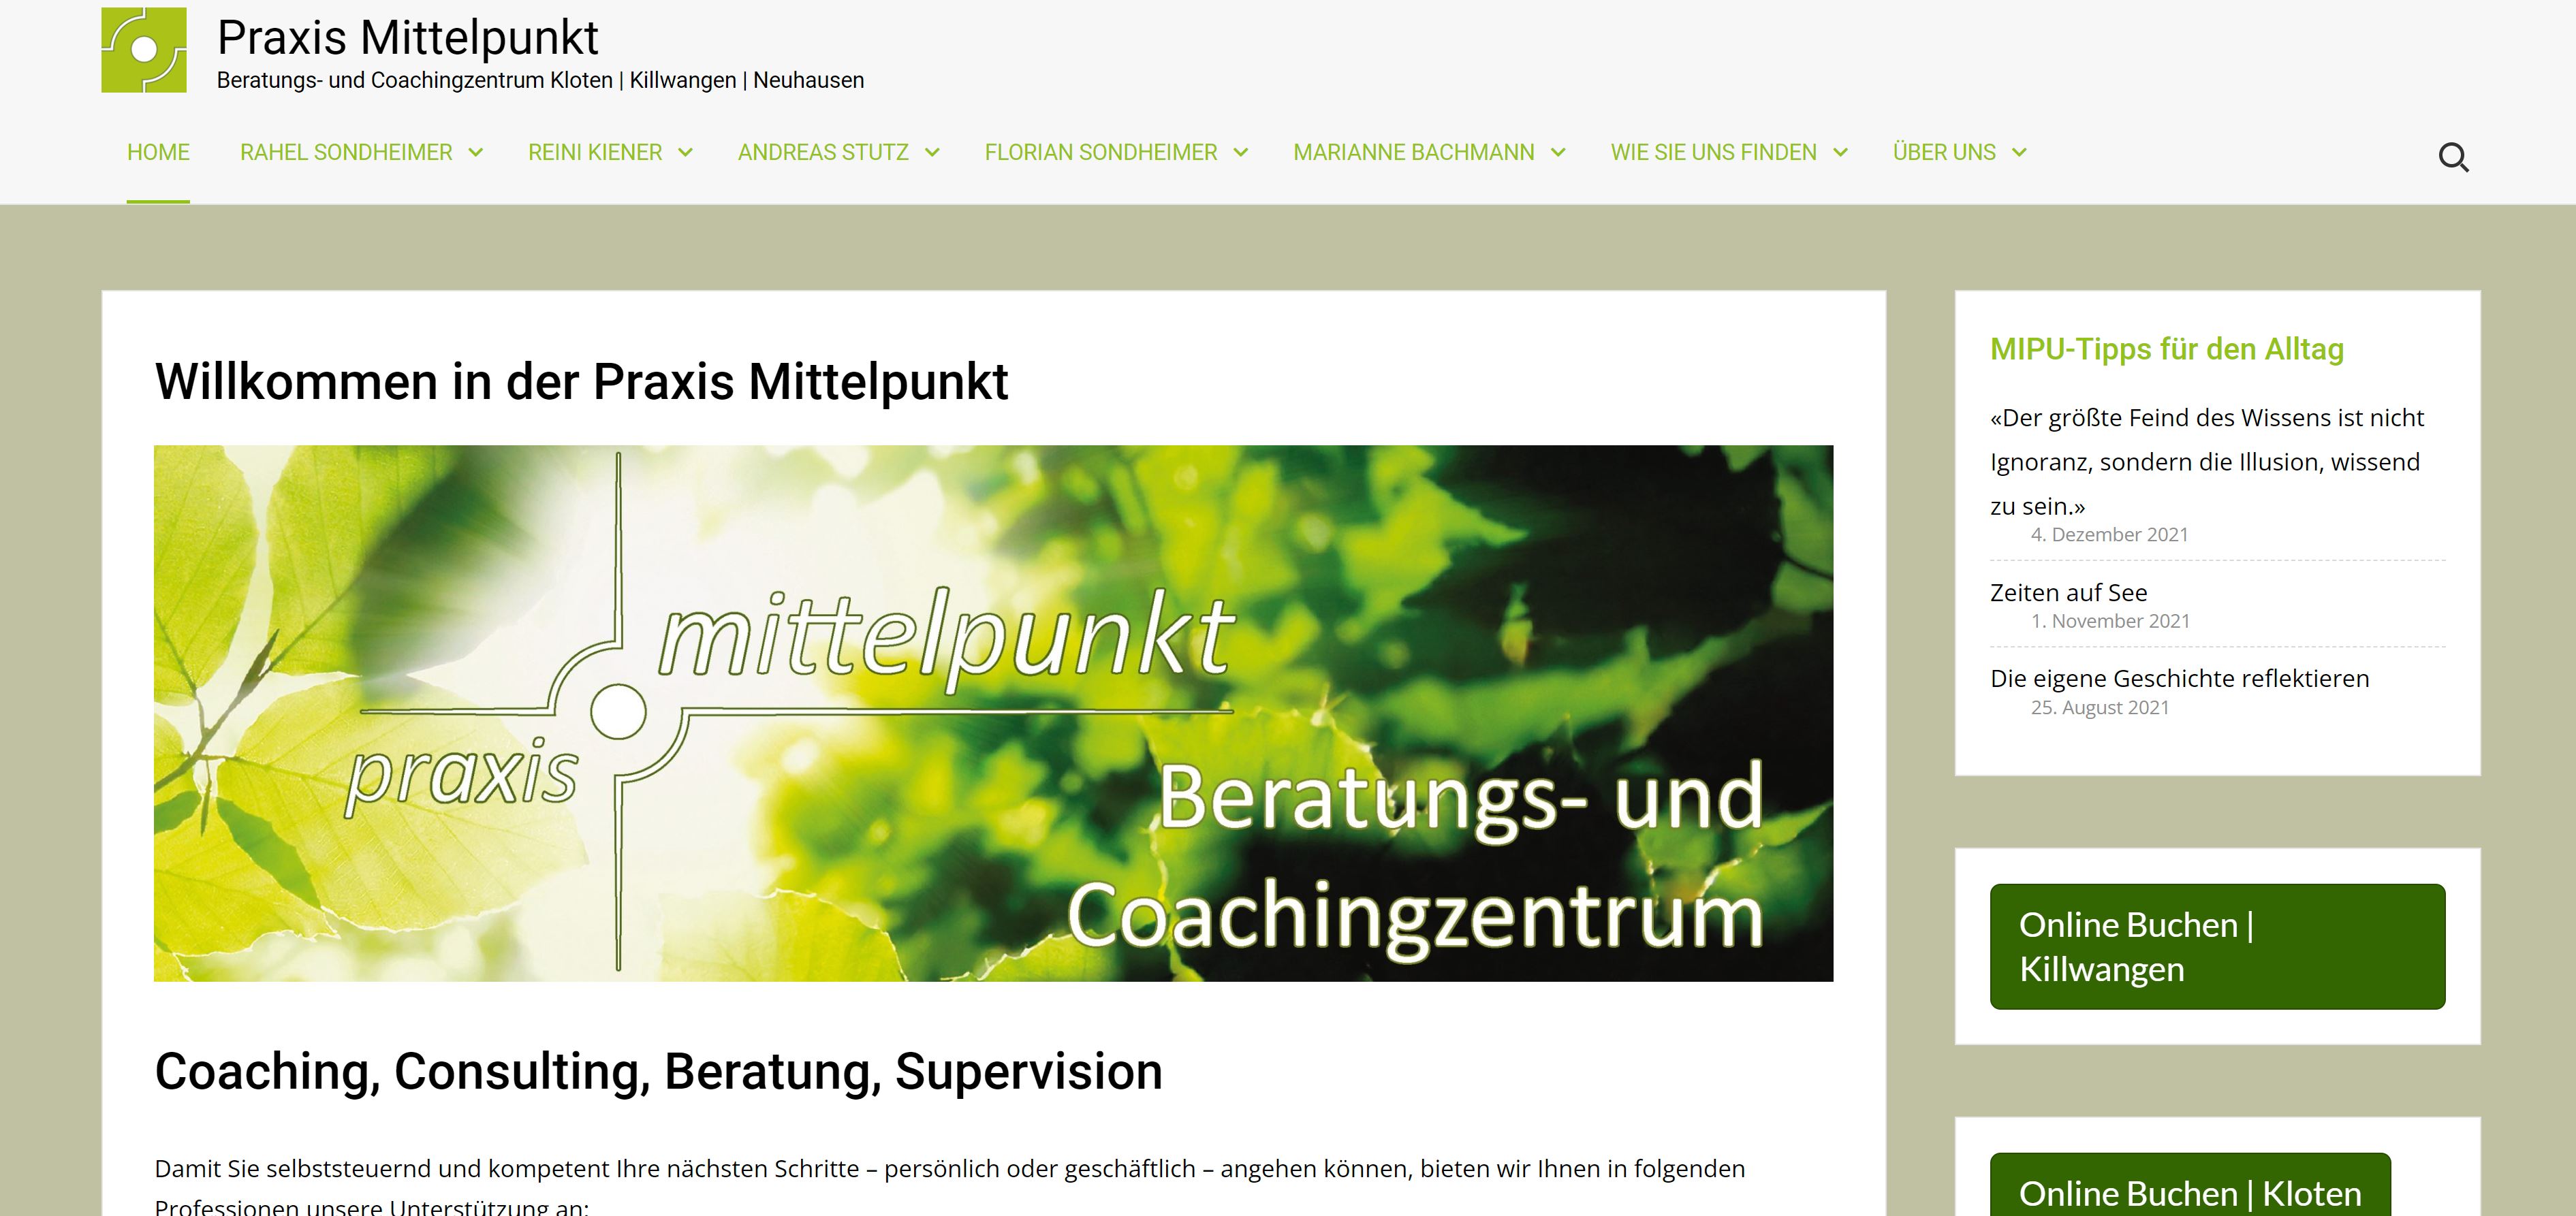 Praxis Mittelpunkt
Beratungs- und Coachingzentrum Kloten | Killwangen | Neuhausen
HOME RAHEL SONDHEIMER REINI KIENER ANDREAS STUTZ FLORIAN SONDHEIMER MARIANNE BACHMANN WIE SIE UNS FINDEN ÜBER UNS
Willkommen in der Praxis Mittelpunkt
mittelpunkt
praxis
Beratungs- und
Coachingzentrum
Coaching, Consulting, Beratung, Supervision
Damit Sie selbststeuernd und kompetent Ihre nächsten Schritte – persönlich oder geschäftlich – angehen können, bieten wir Ihnen in folgenden
Professionen unsere Unterstützung an:
MIPU-Tipps für den Alltag
«Der größte Feind des Wissens ist nicht
Ignoranz, sondern die Illusion, wissend
zu sein.»
4. Dezember 2021
Zeiten auf See
1. November 2021
Die eigene Geschichte reflektieren
25. August 2021
Online Buchen |
Killwangen
Online Buchen | Kloten